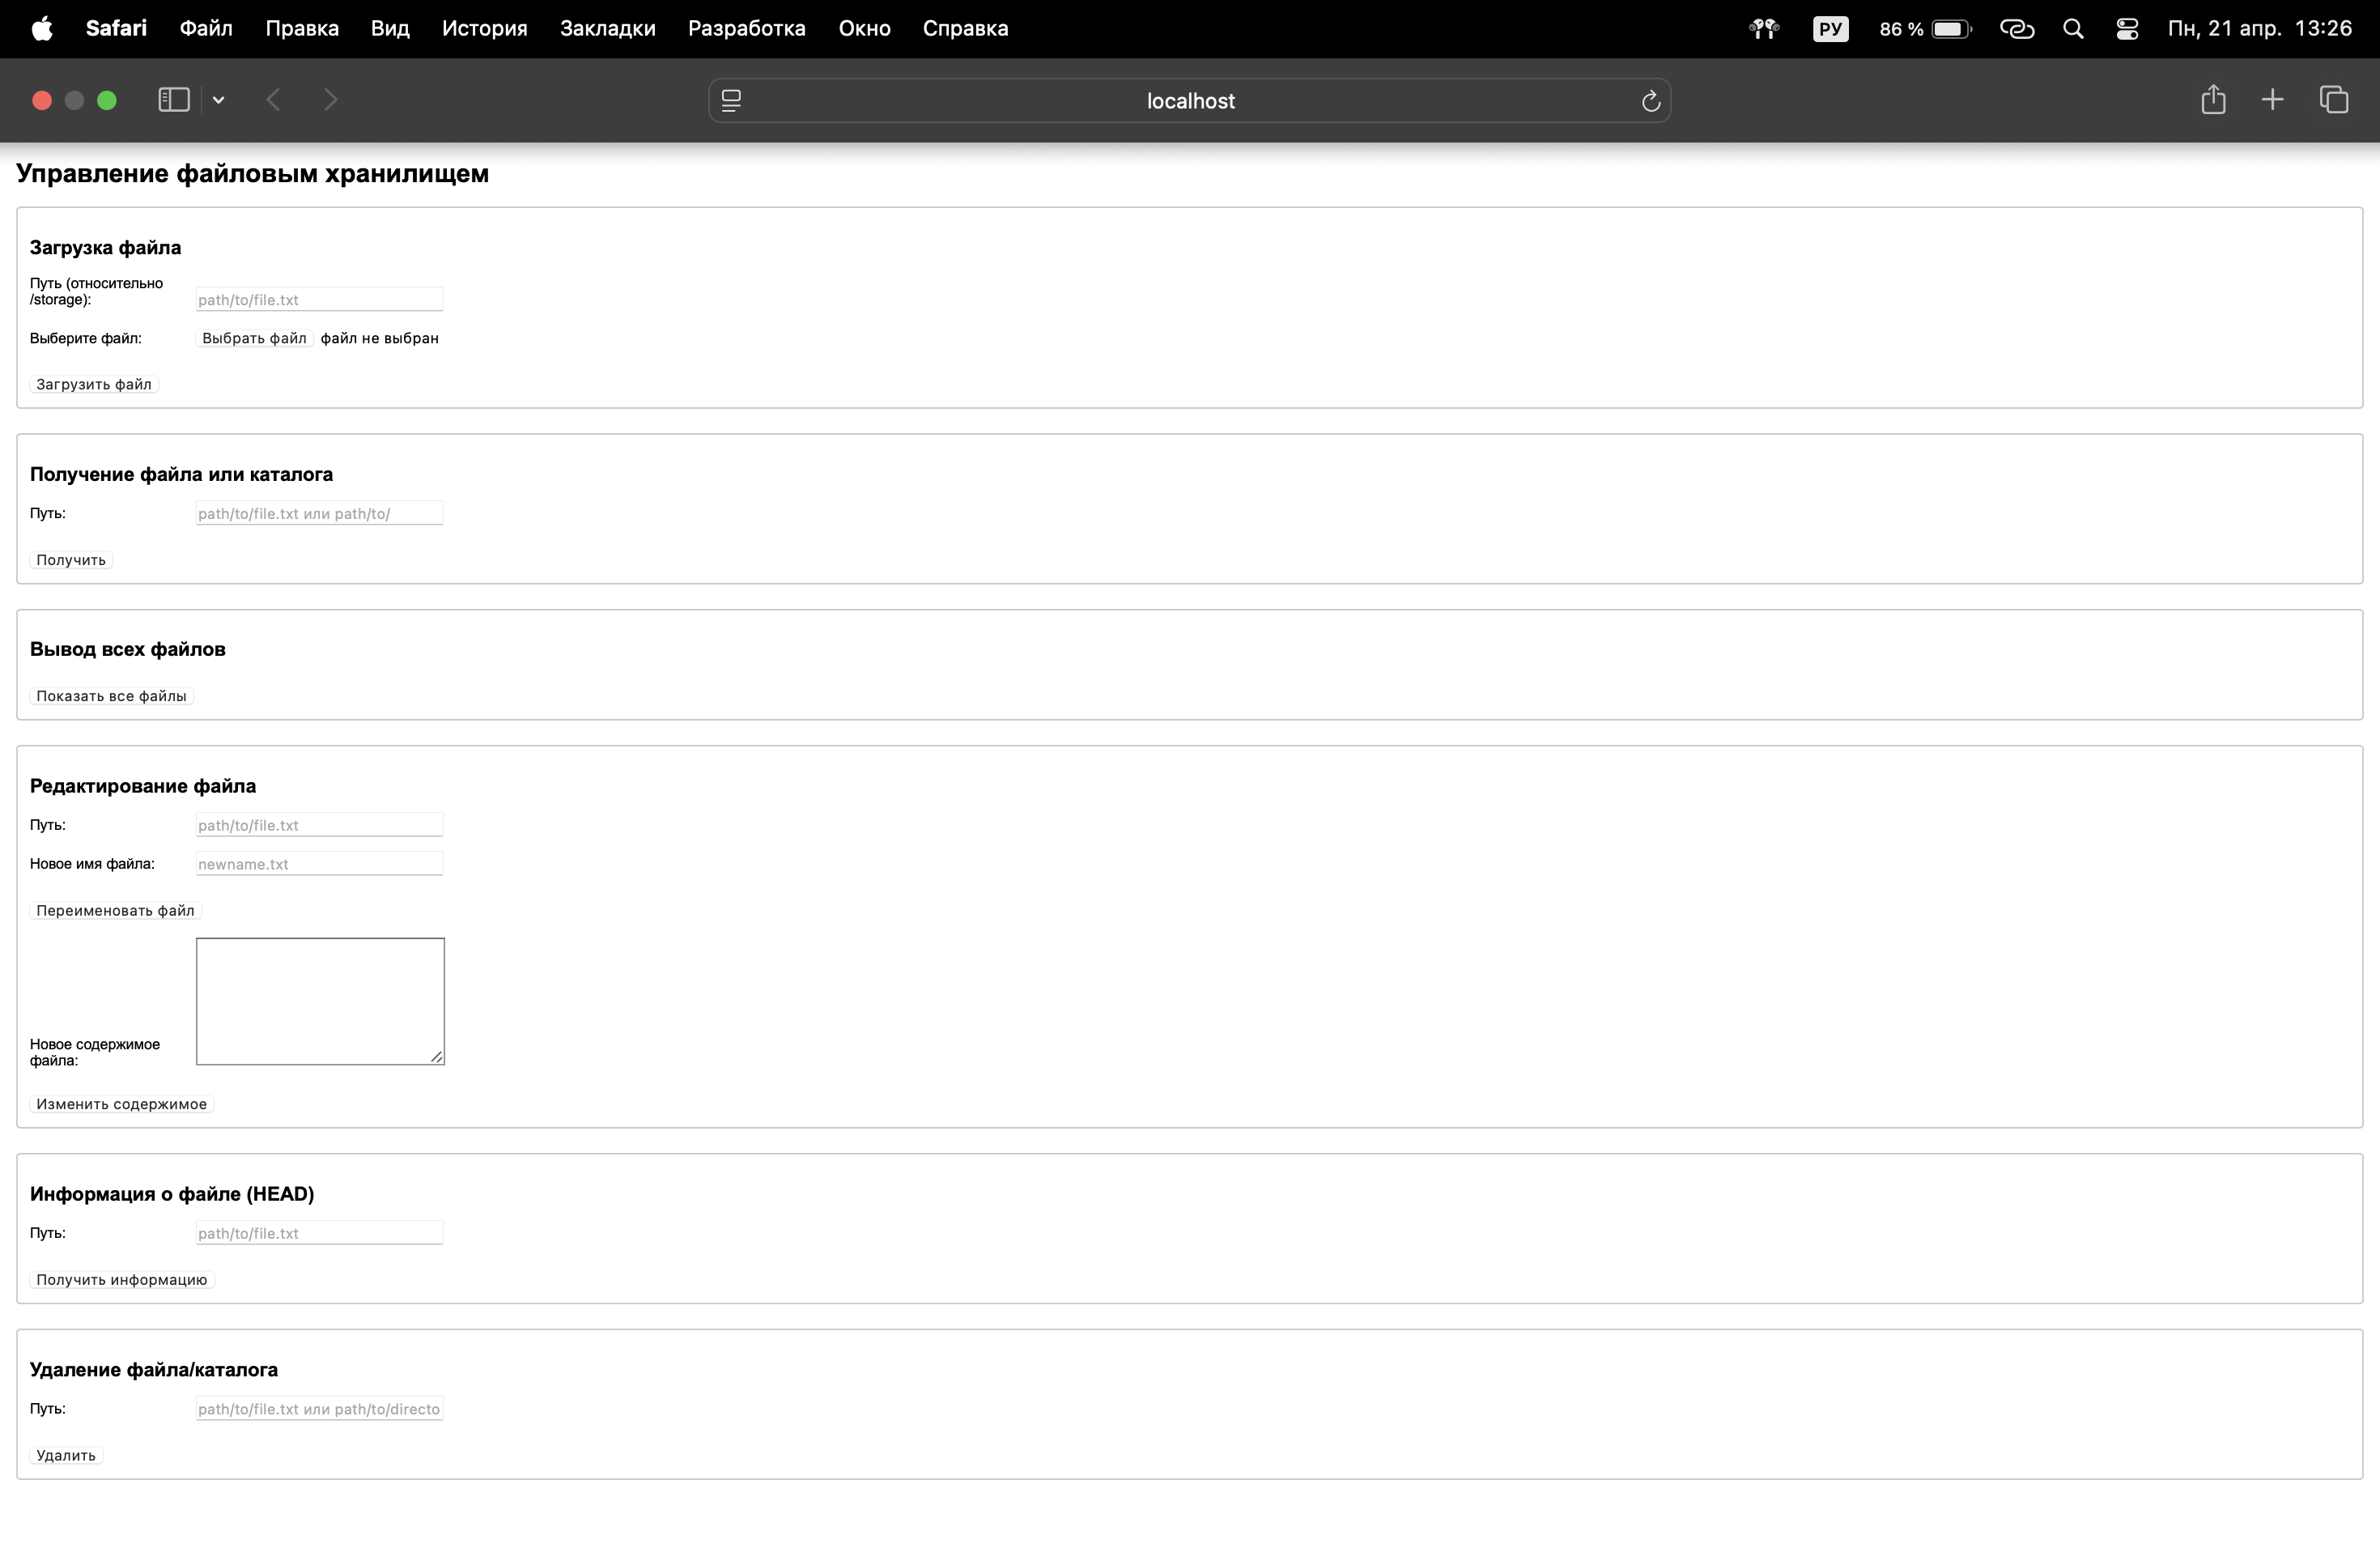 Safari Файл Правка Вид История Закладки Разработка Окно Справка РУ 86 % Пн, 21 апр. 13:26
localhost
Управление файловым хранилищем
Загрузка файла
Путь (относительно
/storage):
path/to/file.txt
Выберите файл: Выбрать файл файл не выбран
Загрузить файл
Получение файла или каталога
Путь: path/to/file.txt или path/to/
Получить
Вывод всех файлов
Показать все файлы
Редактирование файла
Путь: path/to/file.txt
Новое имя файла: newname.txt
Переименовать файл
Новое содержимое
файла:
Изменить содержимое
Информация о файле (HEAD)
Путь: path/to/file.txt
Получить информацию
Удаление файла/каталога
Путь: path/to/file.txt или path/to/directo
Удалить